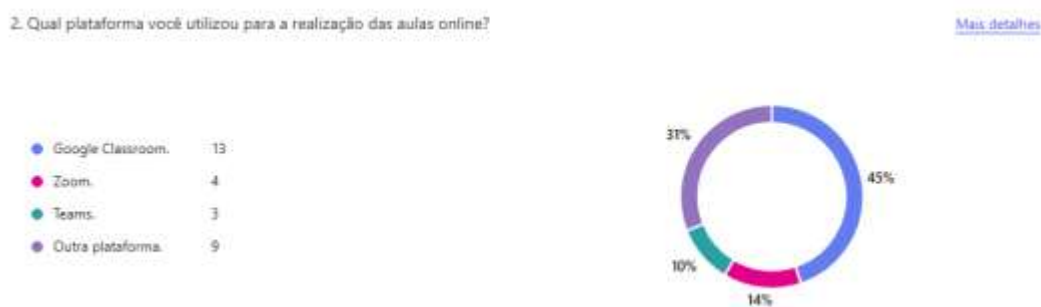 2. Qual plataforma você utilizou para a realização das aulas online?
Mais detalhes
Google Classroom. 13
Zoom. 4
Teams. 3
Outra plataforma. 9
31%
45%
10%
14%